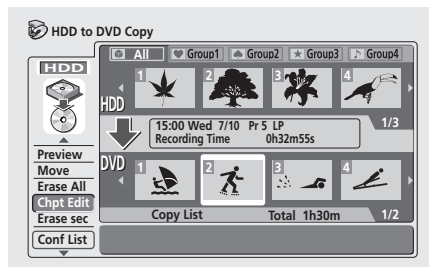 HDD to DVD Copy
All Group1 Group2 Group3 Group4
HDD
1 2 3 4
HDD
15:00 Wed 7/10 Pr 5 LP
Recording Time 0h32m55s
1/3
Preview
Move
Erase All
Chpt Edit
Erase sec
Conf List
DVD
1 2 3 4
Copy List Total 1h30m 1/2